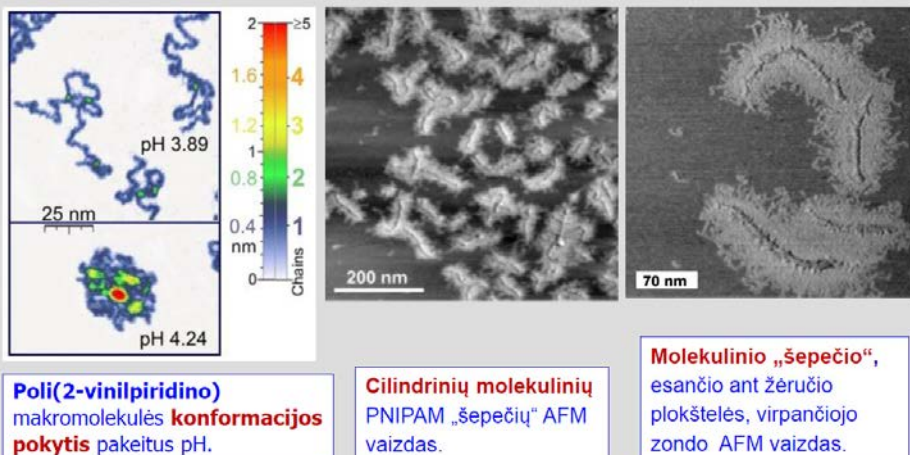 2
≥5
1.6
4
1.2
3
0.8
2
0.4
1
nm
0
Chains
pH 3.89
25 nm
pH 4.24
200 nm
70 nm
Poli(2-vinilpiridino)
makromolekulės konformacijos
pokytis pakeitus pH.
Cilindrinių molekulinių
PNIPAM „šepečių“ AFM
vaizdas.
Molekulinio „šepečio“,
esančio ant žėručio
plokštelės, virpančiojo
zondo AFM vaizdas.